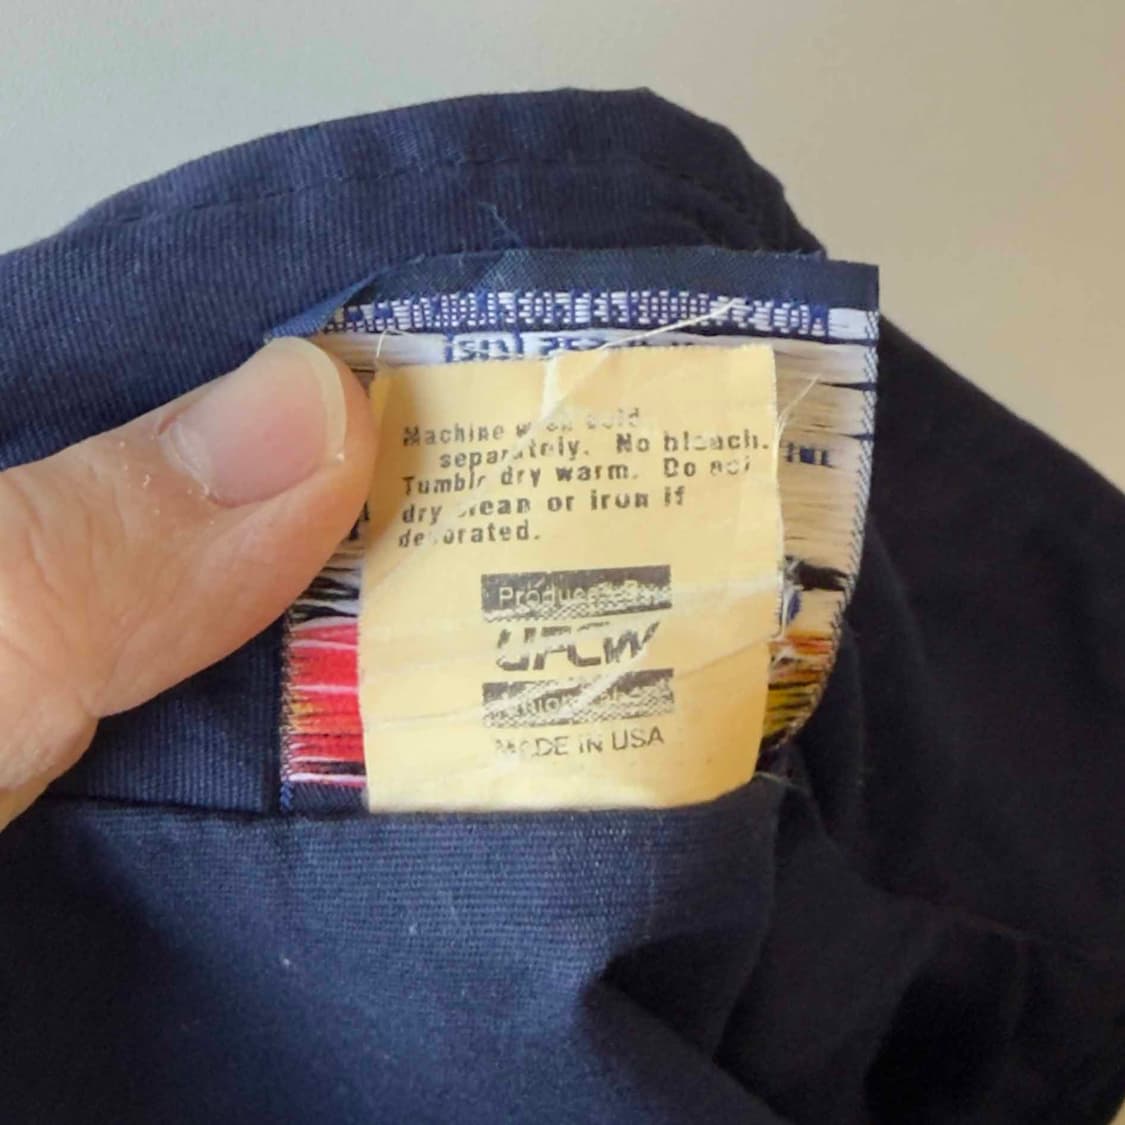 Machine wash cold
separately. No bleach.
Tumble dry warm. Do not
dry clean or iron if
decorated.
Produced By
UFCW
MADE IN USA